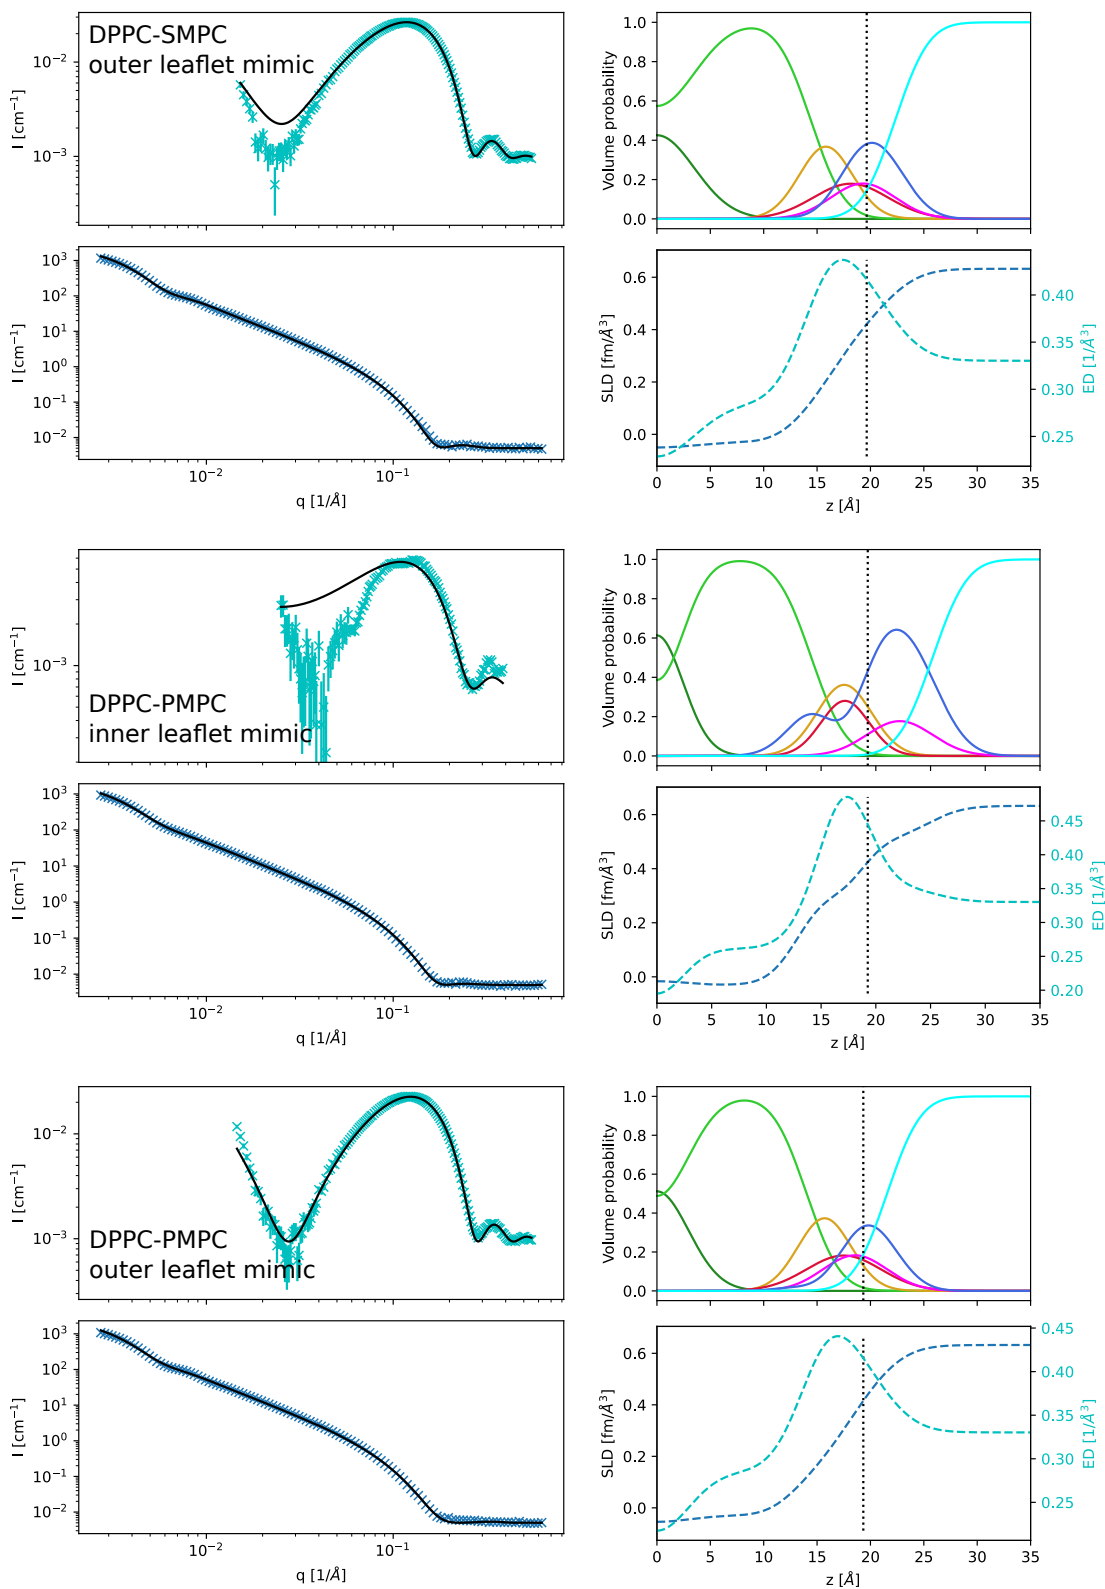 DPPC-SMPC
outer leaflet mimic
I [cm⁻¹]
10⁻²
10⁻³
I [cm⁻¹]
10³
10²
10¹
10⁰
10⁻¹
10⁻²
10⁻² 10⁻¹
q [1/Å]
Volume probability
1.0
0.8
0.6
0.4
0.2
0.0
SLD [fm/Å³]
0.6
0.4
0.2
0.0
0.40
0.35
0.30
0.25
ED [1/Å³]
0 5 10 15 20 25 30 35
z [Å]
I [cm⁻¹]
10⁻³
DPPC-PMPC
inner leaflet mimic
I [cm⁻¹]
10³
10²
10¹
10⁰
10⁻¹
10⁻²
10⁻² 10⁻¹
q [1/Å]
Volume probability
1.0
0.8
0.6
0.4
0.2
0.0
SLD [fm/Å³]
0.6
0.4
0.2
0.0
0.45
0.40
0.35
0.30
0.25
0.20
ED [1/Å³]
0 5 10 15 20 25 30 35
z [Å]
I [cm⁻¹]
10⁻²
10⁻³
DPPC-PMPC
outer leaflet mimic
I [cm⁻¹]
10³
10²
10¹
10⁰
10⁻¹
10⁻²
10⁻² 10⁻¹
q [1/Å]
Volume probability
1.0
0.8
0.6
0.4
0.2
0.0
SLD [fm/Å³]
0.6
0.4
0.2
0.0
0.45
0.40
0.35
0.30
0.25
ED [1/Å³]
0 5 10 15 20 25 30 35
z [Å]